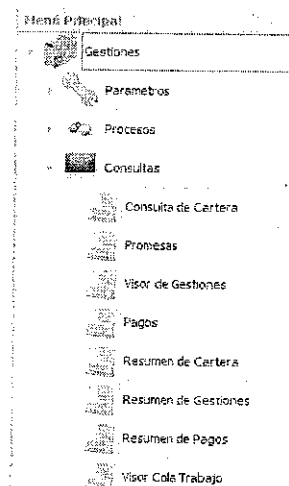 Menú Principal
Gestiones
Parametros
Procesos
Consultas
Consulta de Cartera
Promesas
Visor de Gestiones
Pagos
Resumen de Cartera
Resumen de Gestiones
Resumen de Pagos
Visor Cola Trabajo